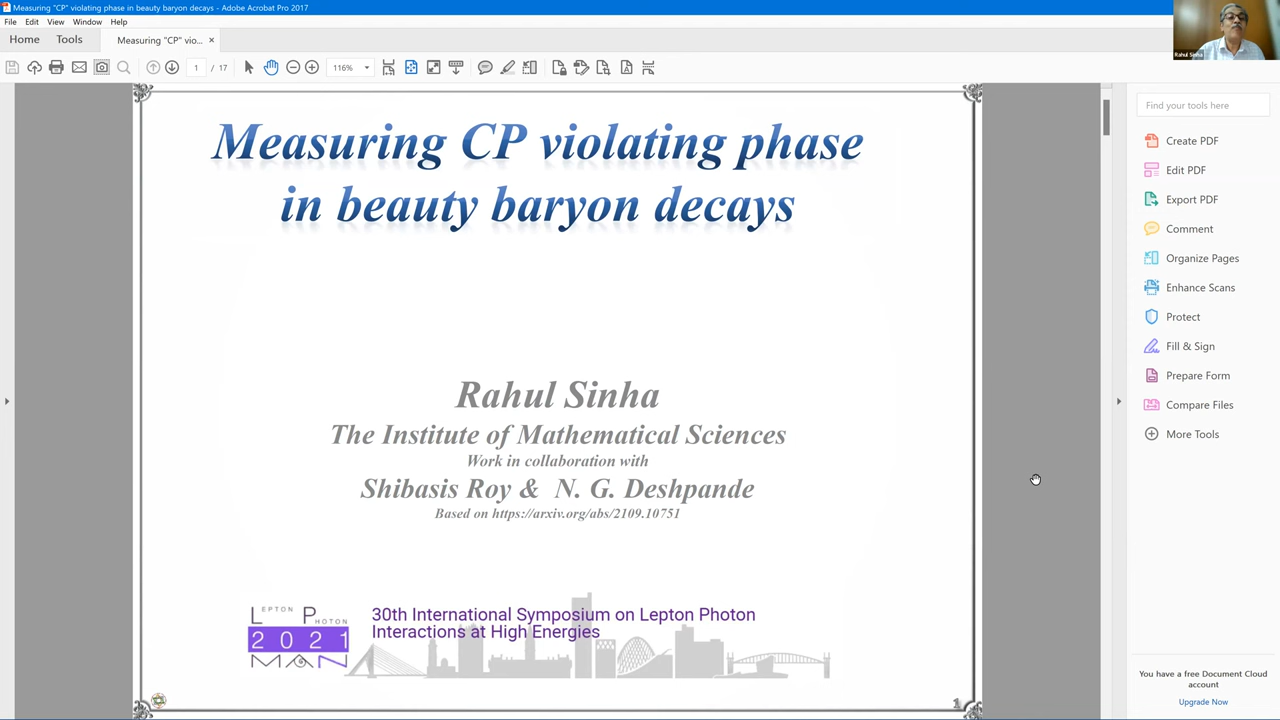 Measuring "CP" violating phase in beauty baryon decays - Adobe Acrobat Pro 2017
File Edit View Window Help
Home Tools Measuring "CP" vio... ×
1 / 17 116%
Rahul Sinha
Measuring CP violating phase
in beauty baryon decays
Rahul Sinha
The Institute of Mathematical Sciences
Work in collaboration with
Shibasis Roy & N. G. Deshpande
Based on https://arxiv.org/abs/2109.10751
LEPTON PHOTON
2021
MAN
30th International Symposium on Lepton Photon
Interactions at High Energies
1
Find your tools here
Create PDF
Edit PDF
Export PDF
Comment
Organize Pages
Enhance Scans
Protect
Fill & Sign
Prepare Form
Compare Files
More Tools
You have a free Document Cloud
account
Upgrade Now